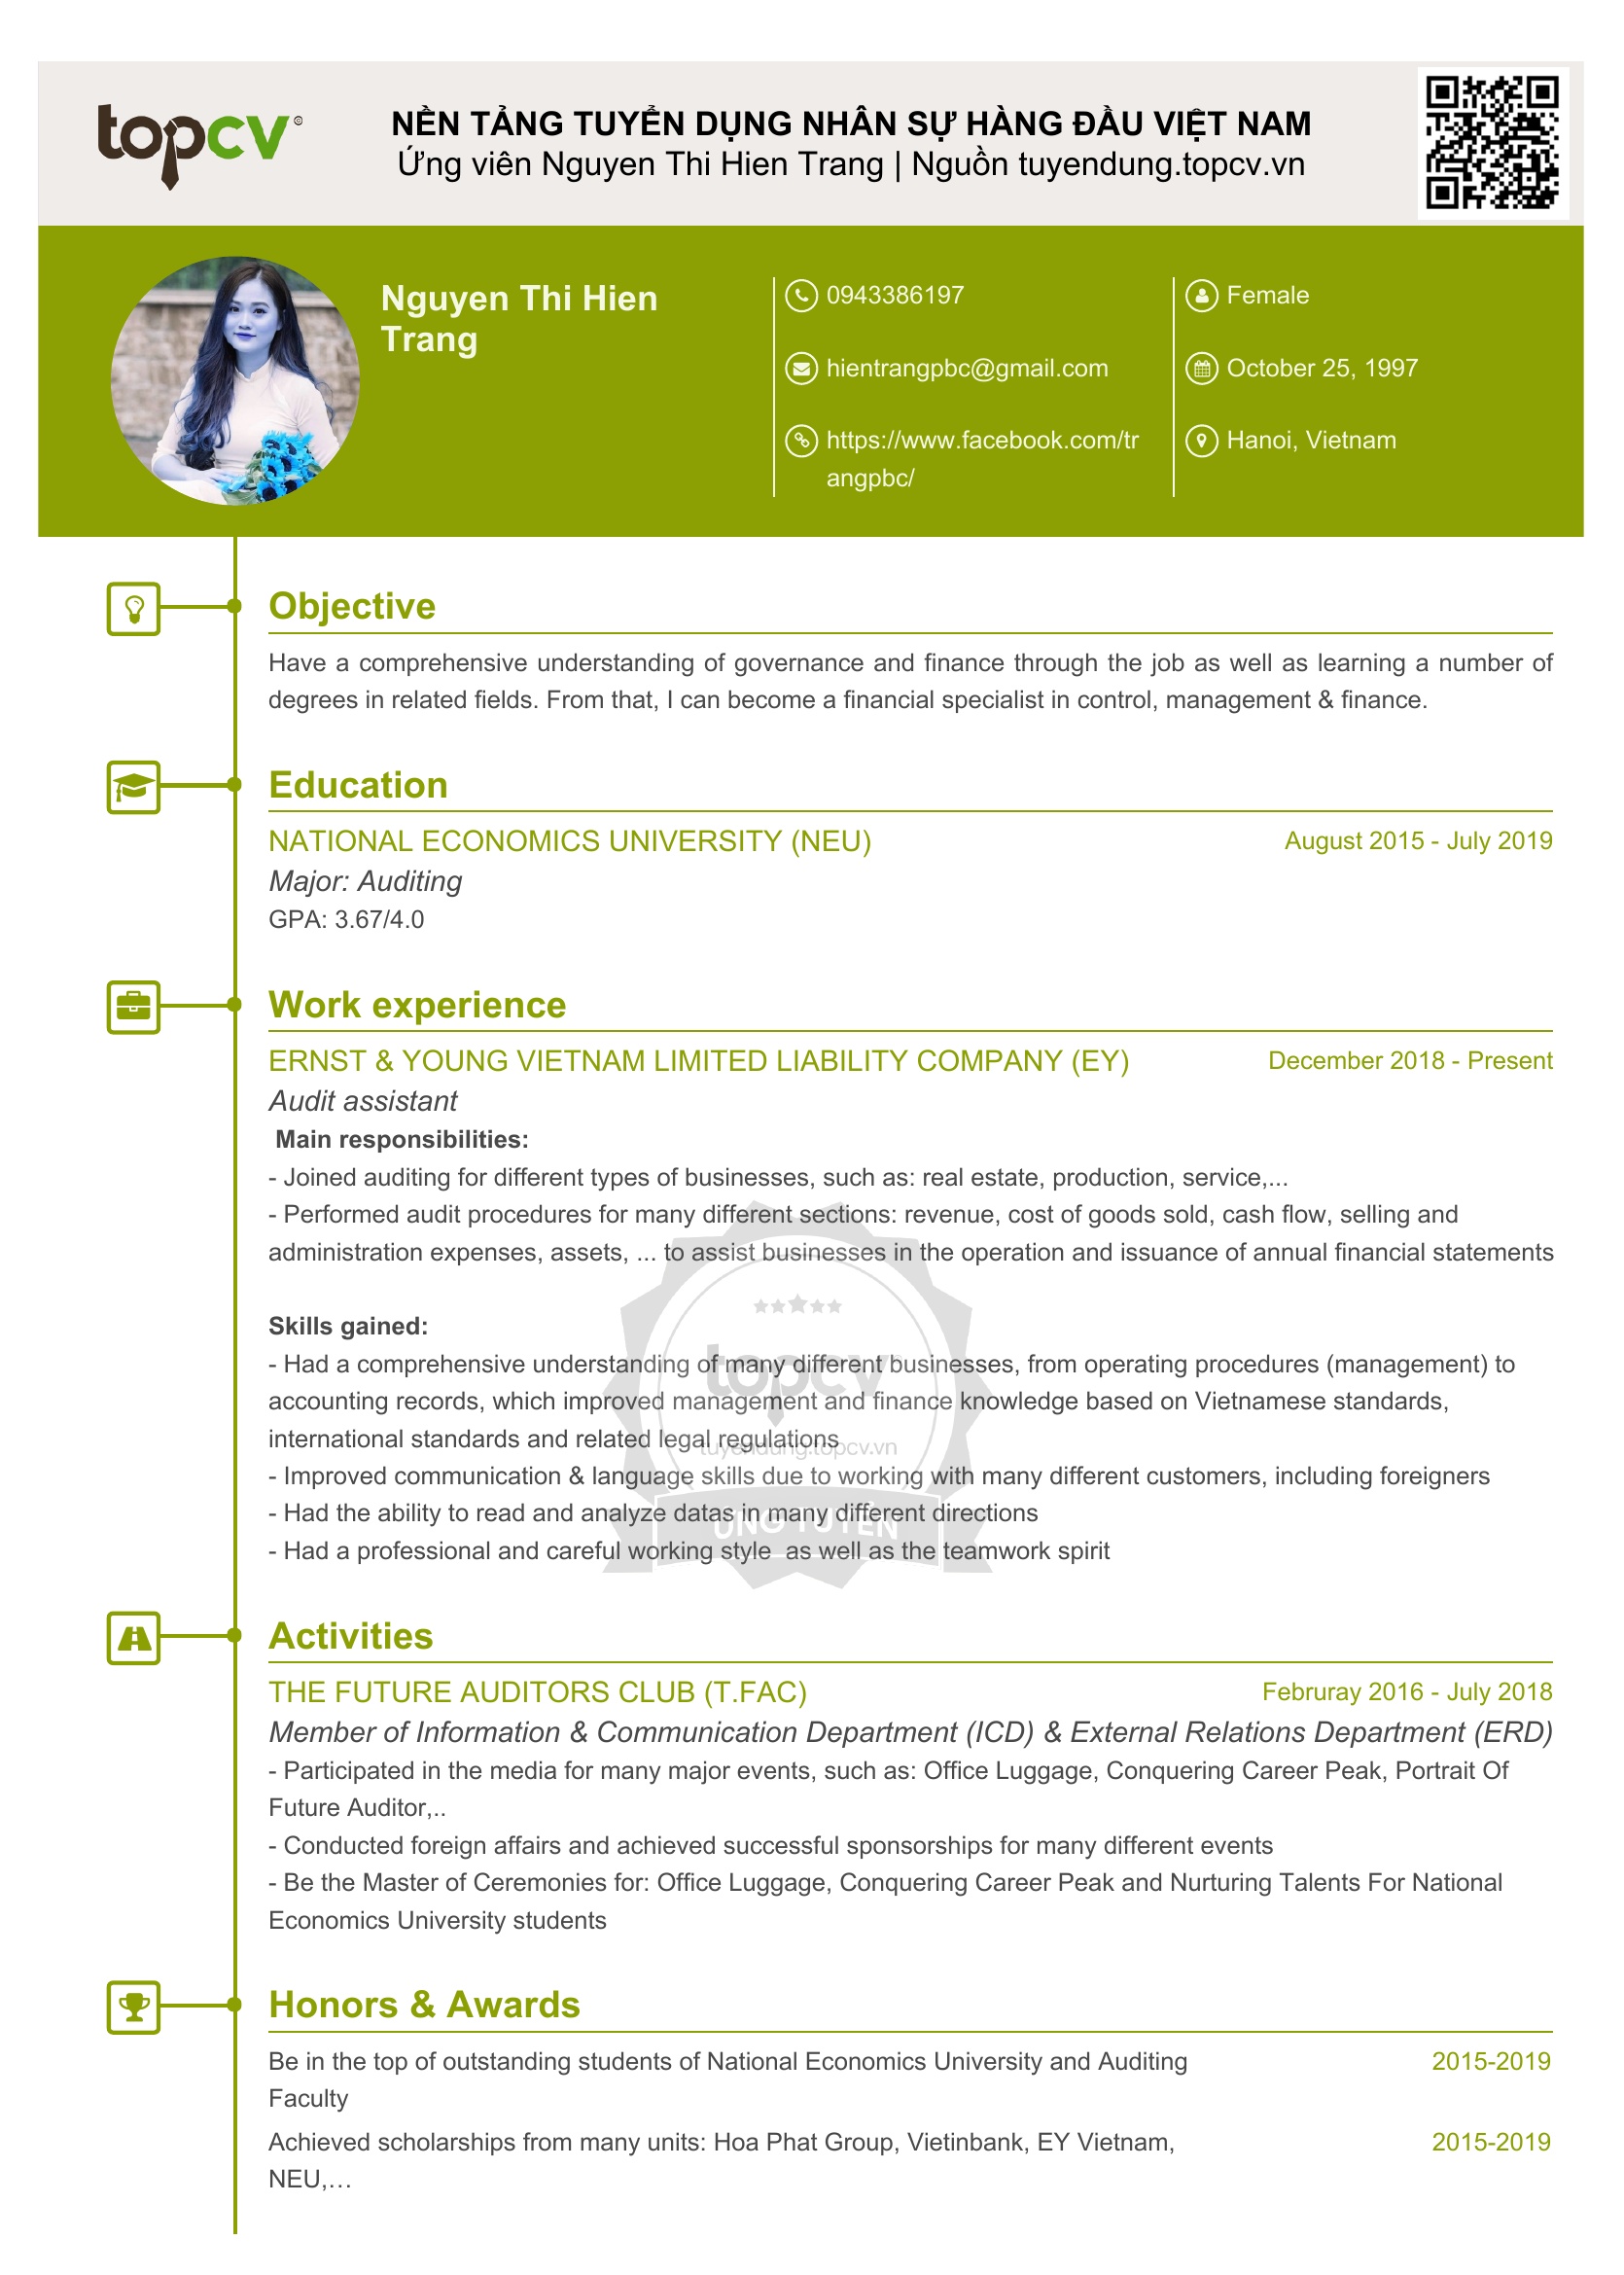 topcv
NỀN TẢNG TUYỂN DỤNG NHÂN SỰ HÀNG ĐẦU VIỆT NAM
Ứng viên Nguyen Thi Hien Trang | Nguồn tuyendung.topcv.vn
Nguyen Thi Hien
Trang
0943386197
hientrangpbc@gmail.com
https://www.facebook.com/tr
angpbc/
Female
October 25, 1997
Hanoi, Vietnam
Objective
Have a comprehensive understanding of governance and finance through the job as well as learning a number of
degrees in related fields. From that, I can become a financial specialist in control, management & finance.
Education
NATIONAL ECONOMICS UNIVERSITY (NEU) August 2015 - July 2019
Major: Auditing
GPA: 3.67/4.0
Work experience
ERNST & YOUNG VIETNAM LIMITED LIABILITY COMPANY (EY) December 2018 - Present
Audit assistant
Main responsibilities:
- Joined auditing for different types of businesses, such as: real estate, production, service,...
- Performed audit procedures for many different sections: revenue, cost of goods sold, cash flow, selling and
administration expenses, assets, ... to assist businesses in the operation and issuance of annual financial statements
Skills gained:
- Had a comprehensive understanding of many different businesses, from operating procedures (management) to
accounting records, which improved management and finance knowledge based on Vietnamese standards,
international standards and related legal regulations
- Improved communication & language skills due to working with many different customers, including foreigners
- Had the ability to read and analyze datas in many different directions
- Had a professional and careful working style as well as the teamwork spirit
topcv
tuyendung.topcv.vn
ỨNG TUYỂN
Activities
THE FUTURE AUDITORS CLUB (T.FAC) Februray 2016 - July 2018
Member of Information & Communication Department (ICD) & External Relations Department (ERD)
- Participated in the media for many major events, such as: Office Luggage, Conquering Career Peak, Portrait Of
Future Auditor,..
- Conducted foreign affairs and achieved successful sponsorships for many different events
- Be the Master of Ceremonies for: Office Luggage, Conquering Career Peak and Nurturing Talents For National
Economics University students
Honors & Awards
Be in the top of outstanding students of National Economics University and Auditing 2015-2019
Faculty
Achieved scholarships from many units: Hoa Phat Group, Vietinbank, EY Vietnam, 2015-2019
NEU,…